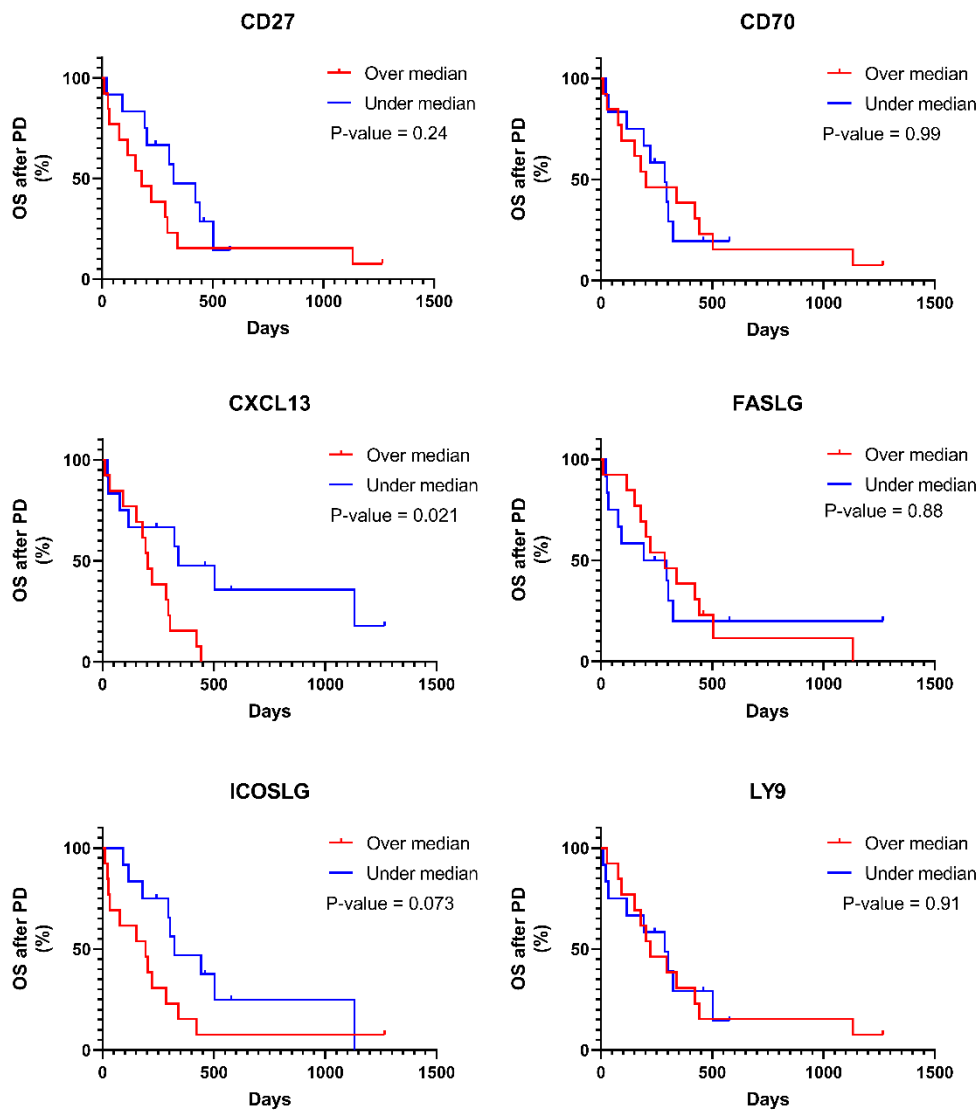 CD27
Over median
Under median
P-value = 0.24
OS after PD
(%)
100
50
0
0 500 1000 1500
Days
CD70
Over median
Under median
P-value = 0.99
OS after PD
(%)
100
50
0
0 500 1000 1500
Days
CXCL13
Over median
Under median
P-value = 0.021
OS after PD
(%)
100
50
0
0 500 1000 1500
Days
FASLG
Over median
Under median
P-value = 0.88
OS after PD
(%)
100
50
0
0 500 1000 1500
Days
ICOSLG
Over median
Under median
P-value = 0.073
OS after PD
(%)
100
50
0
0 500 1000 1500
Days
LY9
Over median
Under median
P-value = 0.91
OS after PD
(%)
100
50
0
0 500 1000 1500
Days